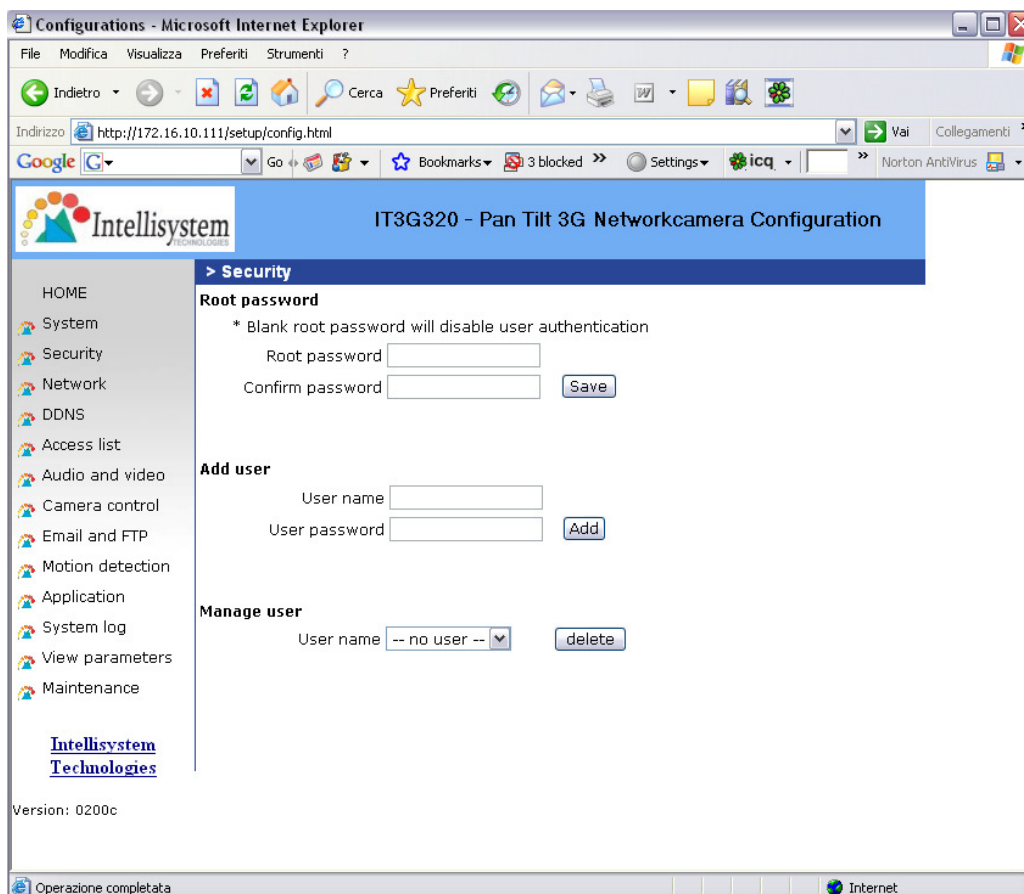 Configurations - Microsoft Internet Explorer
File Modifica Visualizza Preferiti Strumenti ?
Indietro Cerca Preferiti
Indirizzo http://172.16.10.111/setup/config.html Vai Collegamenti »
Google G Go Bookmarks 3 blocked » Settings icq » Norton AntiVirus
Intellisystem
TECHNOLOGIES
IT3G320 - Pan Tilt 3G Networkcamera Configuration
> Security
HOME
System
Security
Network
DDNS
Access list
Audio and video
Camera control
Email and FTP
Motion detection
Application
System log
View parameters
Maintenance
Intellisystem
Technologies
Version: 0200c
Root password
* Blank root password will disable user authentication
Root password
Confirm password Save
Add user
User name
User password Add
Manage user
User name -- no user -- delete
Operazione completata Internet